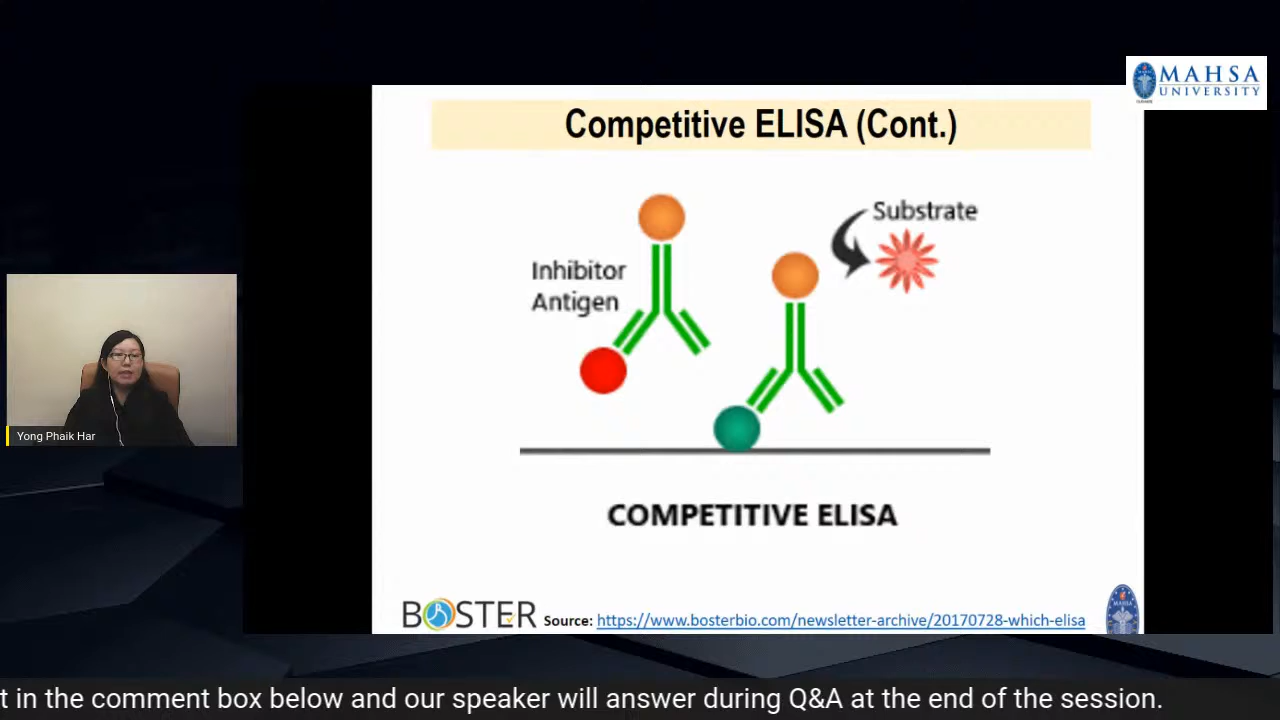 MAHSA
UNIVERSITY
Competitive ELISA (Cont.)
Substrate
Inhibitor
Antigen
COMPETITIVE ELISA
BOSTER
Source: https://www.bosterbio.com/newsletter-archive/20170728-which-elisa
MAHSA
Yong Phaik Har
t in the comment box below and our speaker will answer during Q&A at the end of the session.